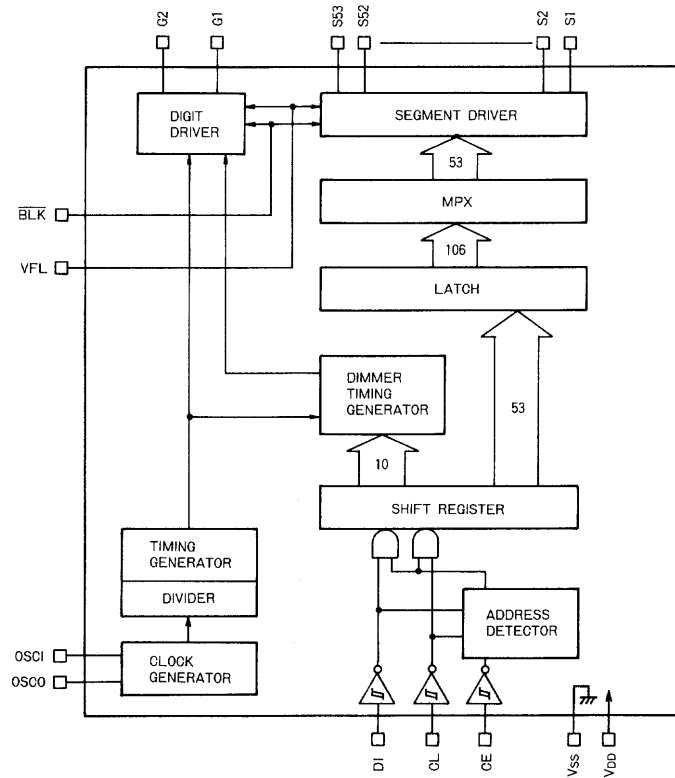 G2
G1
S53
S52
S2
S1
DIGIT
DRIVER
SEGMENT DRIVER
53
MPX
B̅L̅K̅
106
VFL
LATCH
DIMMER
TIMING
GENERATOR
53
10
SHIFT REGISTER
TIMING
GENERATOR
DIVIDER
ADDRESS
DETECTOR
OSCI
OSCO
CLOCK
GENERATOR
DI
CL
CE
VSS
VDD